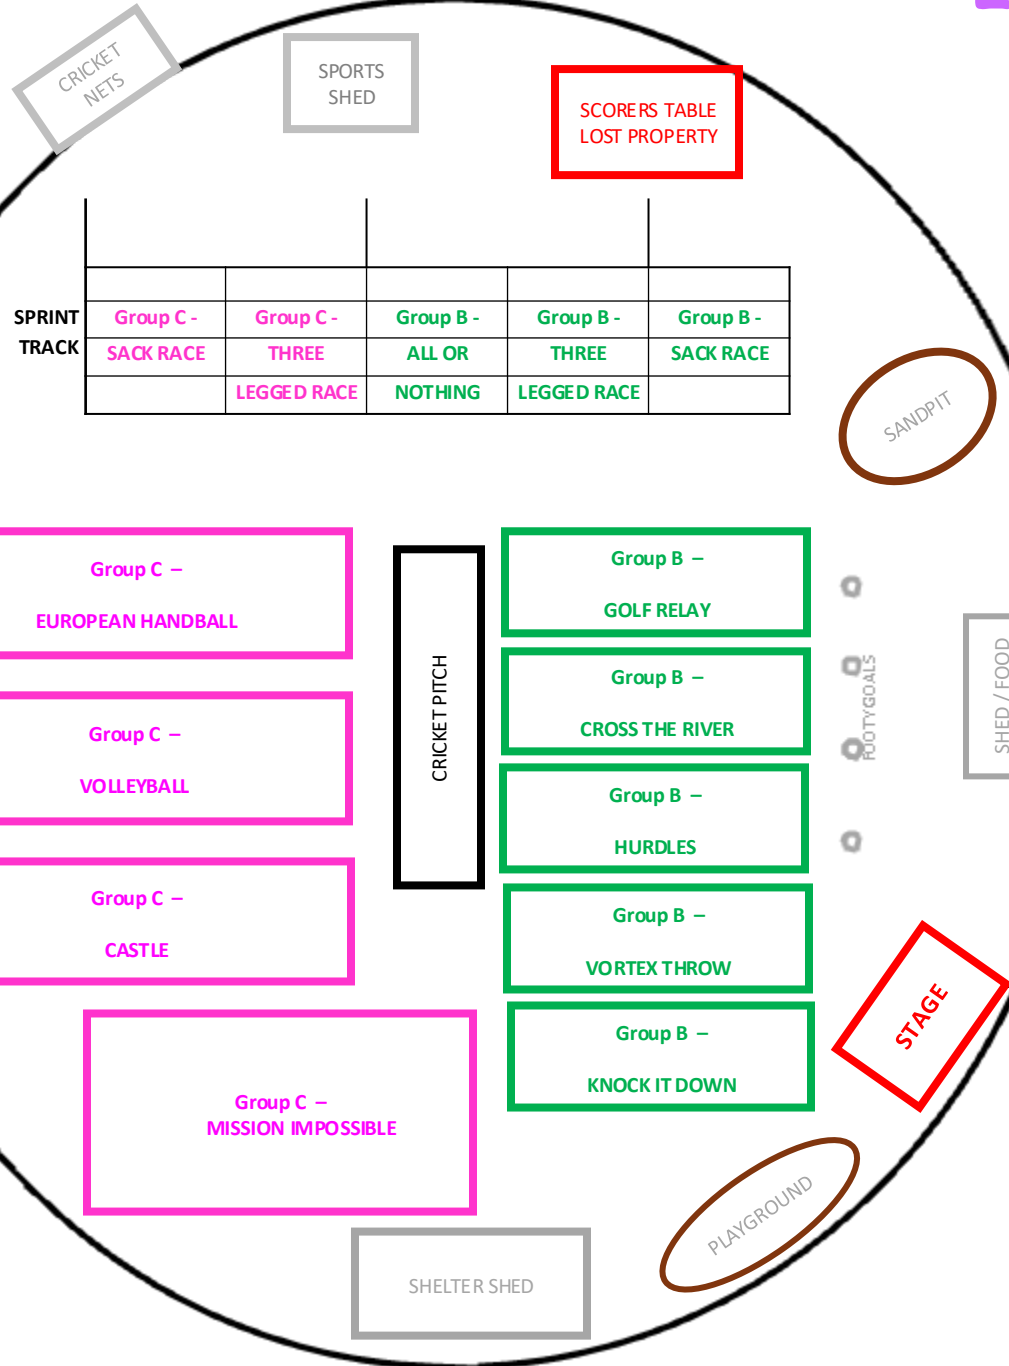 CRICKET
NETS
SPORTS
SHED
SCORERS TABLE
LOST PROPERTY
SPRINT
TRACK
Group C -
SACK RACE
Group C -
THREE
LEGGED RACE
Group B -
ALL OR
NOTHING
Group B -
THREE
LEGGED RACE
Group B -
SACK RACE
SANDPIT
Group C –
EUROPEAN HANDBALL
Group C –
VOLLEYBALL
Group C –
CASTLE
Group C –
MISSION IMPOSSIBLE
CRICKET PITCH
Group B –
GOLF RELAY
Group B –
CROSS THE RIVER
Group B –
HURDLES
Group B –
VORTEX THROW
Group B –
KNOCK IT DOWN
FOOTY GOALS
SHED / FOOD
STAGE
PLAYGROUND
SHELTER SHED